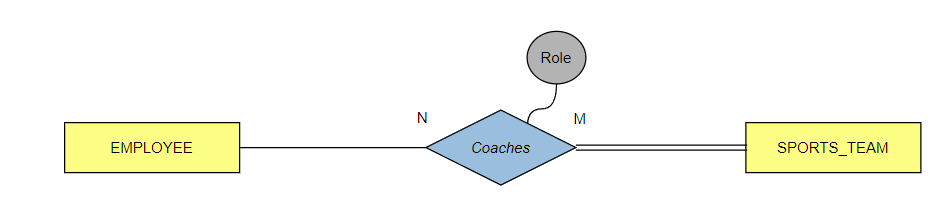 Role
N
M
EMPLOYEE
Coaches
SPORTS_TEAM